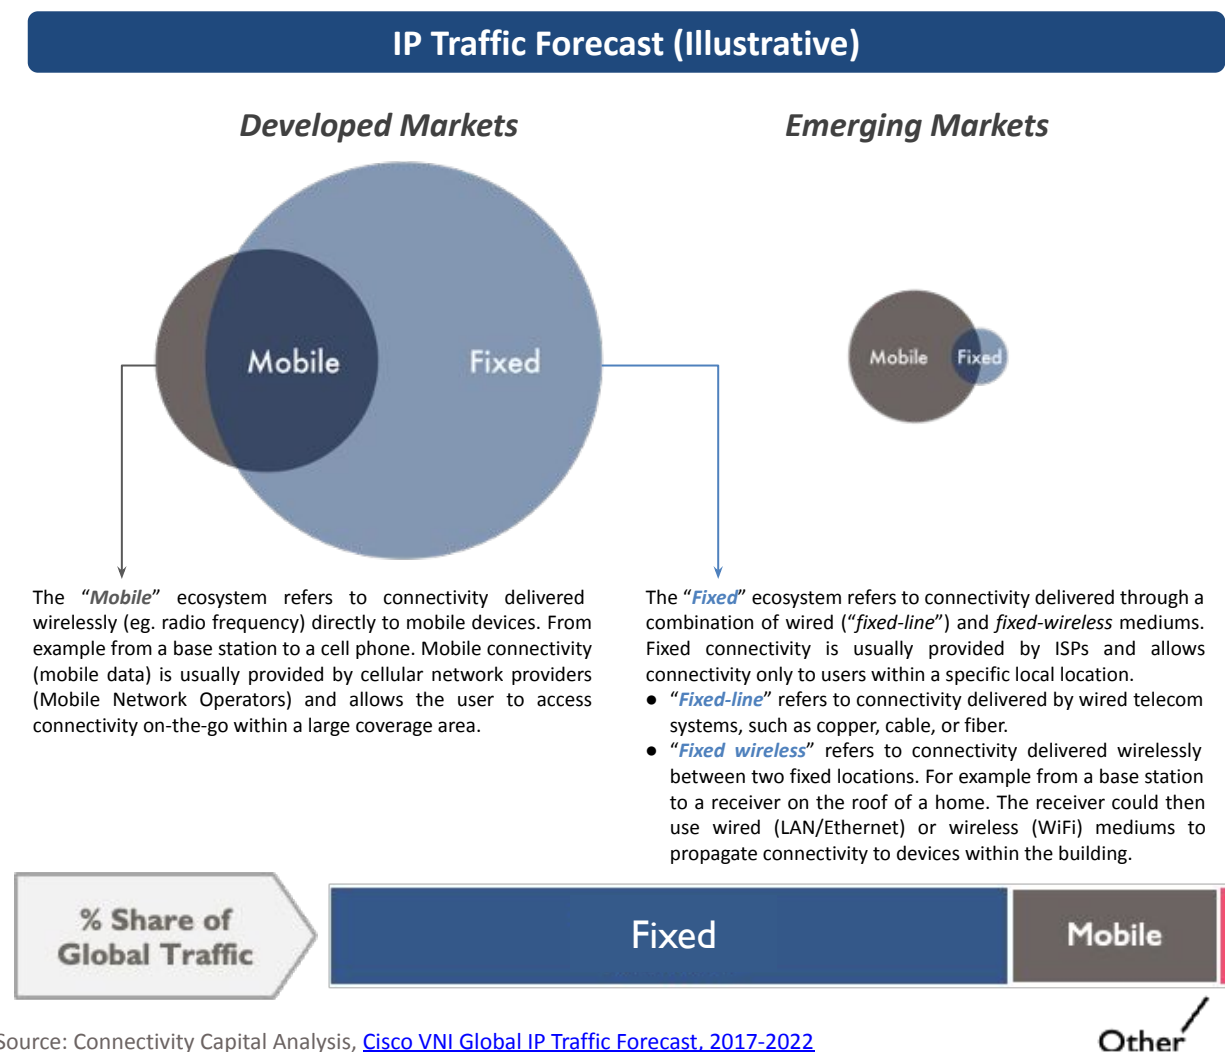 IP Traffic Forecast (Illustrative)
Developed Markets
Emerging Markets
Mobile
Fixed
Mobile
Fixed
The “Mobile” ecosystem refers to connectivity delivered
wirelessly (eg. radio frequency) directly to mobile devices. From
example from a base station to a cell phone. Mobile connectivity
(mobile data) is usually provided by cellular network providers
(Mobile Network Operators) and allows the user to access
connectivity on-the-go within a large coverage area.
The “Fixed” ecosystem refers to connectivity delivered through a
combination of wired (“fixed-line”) and fixed-wireless mediums.
Fixed connectivity is usually provided by ISPs and allows
connectivity only to users within a specific local location.
● “Fixed-line” refers to connectivity delivered by wired telecom
systems, such as copper, cable, or fiber.
● “Fixed wireless” refers to connectivity delivered wirelessly
between two fixed locations. For example from a base station
to a receiver on the roof of a home. The receiver could then
use wired (LAN/Ethernet) or wireless (WiFi) mediums to
propagate connectivity to devices within the building.
% Share of
Global Traffic
Fixed
Mobile
Other
Source: Connectivity Capital Analysis, Cisco VNI Global IP Traffic Forecast, 2017-2022